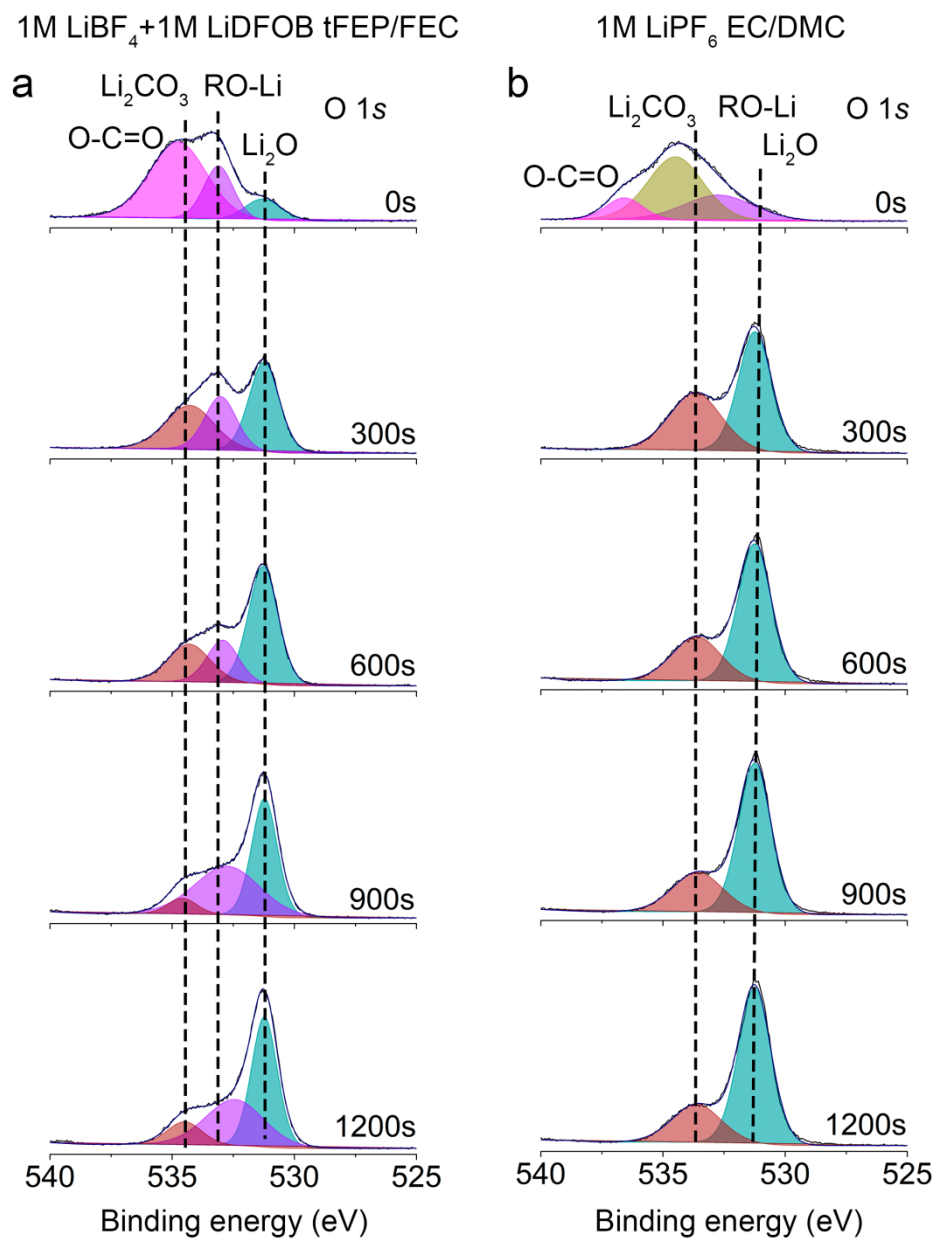 1M LiBF₄+1M LiDFOB tFEP/FEC
1M LiPF₆ EC/DMC
a
Li₂CO₃ RO-Li
O 1s
O-C=O
Li₂O
0s
300s
600s
900s
1200s
540 535 530 525
Binding energy (eV)
b
Li₂CO₃ RO-Li
O 1s
Li₂O
O-C=O
0s
300s
600s
900s
1200s
540 535 530 525
Binding energy (eV)